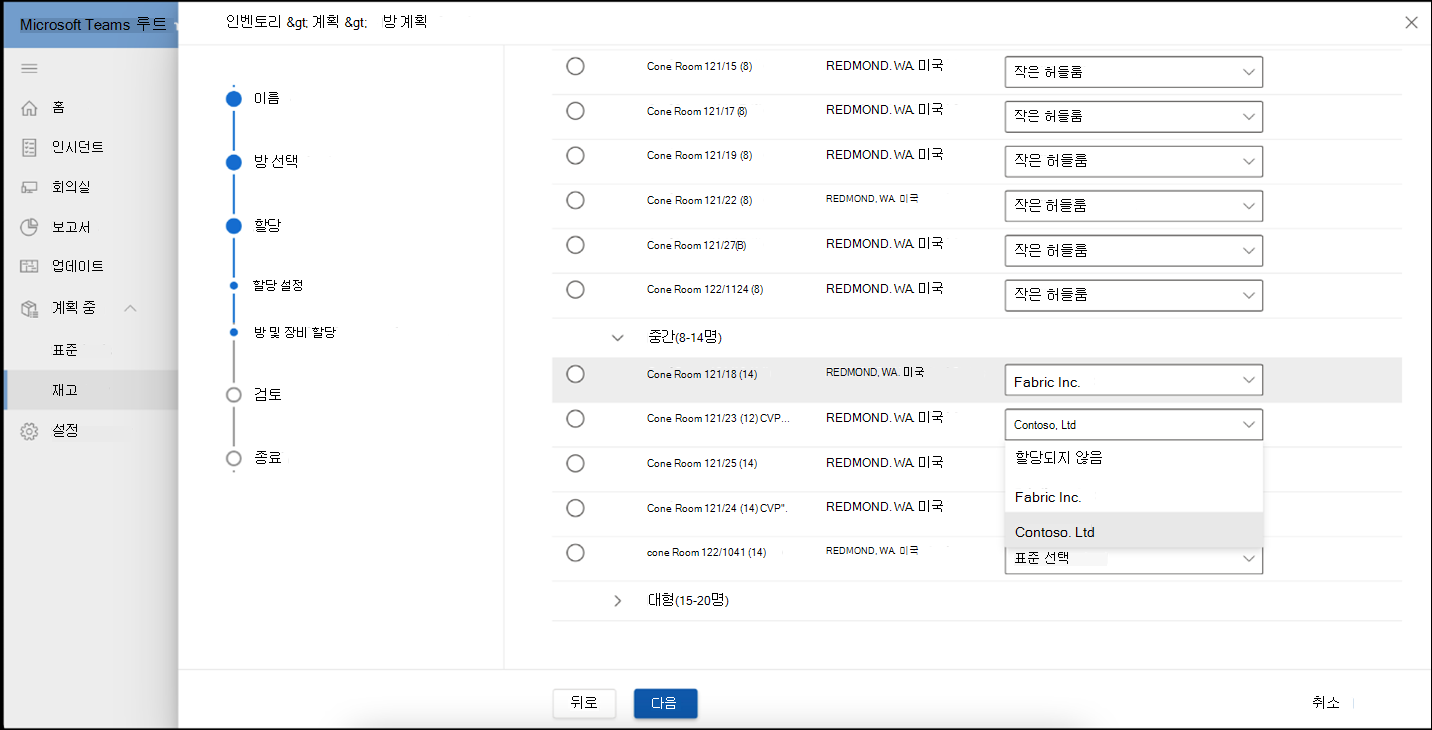 Microsoft Teams 루트
인벤토리 &gt; 계획 &gt; 방 계획
홈
인시던트
회의실
보고서
업데이트
계획 중
표준
재고
설정
이름
방 선택
할당
할당 설정
방 및 장비 할당
검토
종료
Cone Room 121/15 (8) REDMOND. WA. 미국 작은 허들룸
Cone Room 121/17 (8) REDMOND. WA. 미국 작은 허들룸
Cone Room 121/19 (8) REDMOND. WA. 미국 작은 허들룸
Cone Room 121/22 (8) REDMOND, WA. 미국 작은 허들룸
Cone Room 121/27(B) REDMOND. WA. 미국 작은 허들룸
Cone Room 122/1124 (8) REDMOND. WA. 미국 작은 허들룸
중간(8-14명)
Cone Room 121/18 (14) REDMOND, WA. 미국 Fabric Inc.
Cone Room 121/23 (12) CVP... REDMOND. WA. 미국 Contoso, Ltd
할당되지 않음
Cone Room 121/25 (14) REDMOND. WA. 미국
Fabric Inc.
Cone Room 121/24 (14) CVP". REDMOND. WA. 미국
Contoso. Ltd
cone Room 122/1041 (14) REDMOND, WA. 미국 표준 선택
대형(15-20명)
뒤로
다음
취소